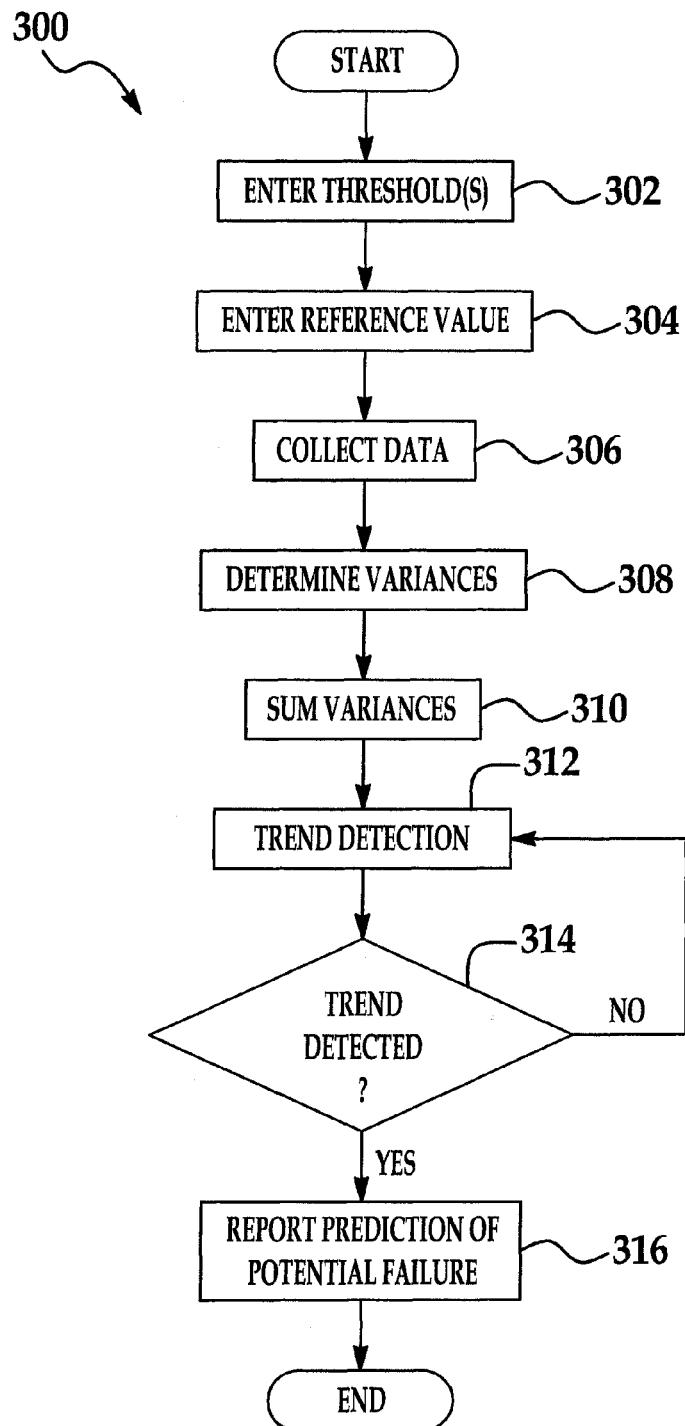 300
START
ENTER THRESHOLD(S)
302
ENTER REFERENCE VALUE
304
COLLECT DATA
306
DETERMINE VARIANCES
308
SUM VARIANCES
310
312
TREND DETECTION
314
TREND
DETECTED
?
NO
YES
REPORT PREDICTION OF
POTENTIAL FAILURE
316
END